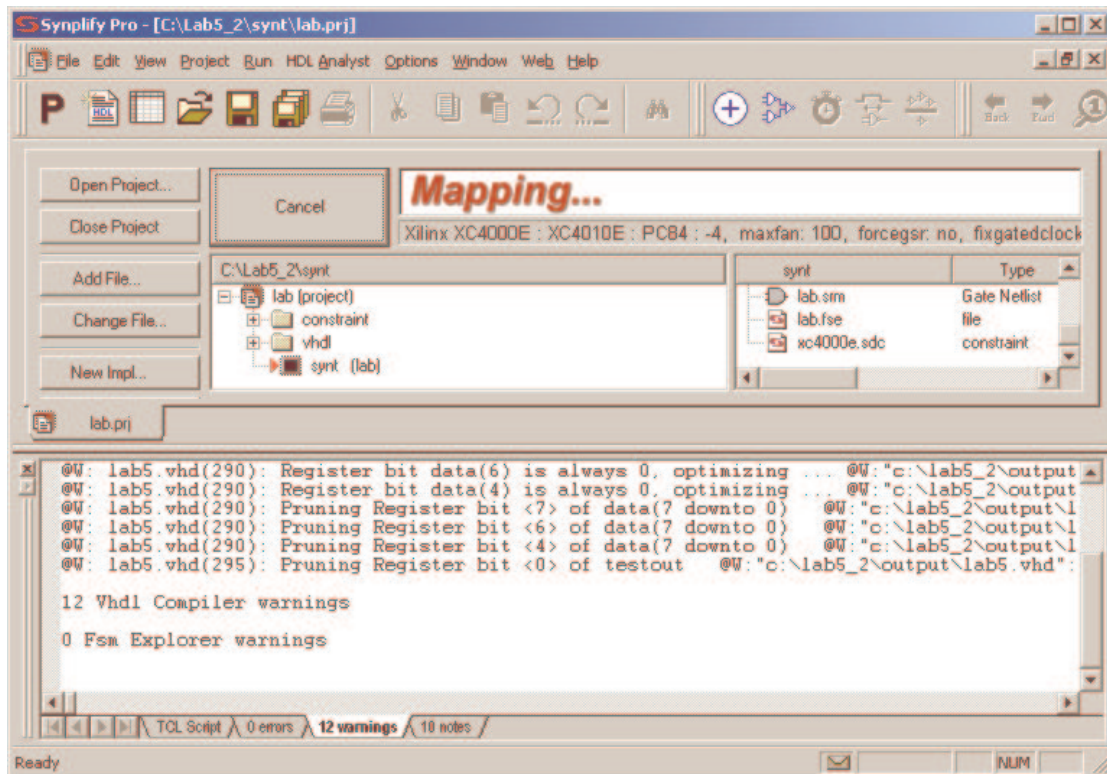 Synplify Pro - [C:\Lab5_2\synt\lab.prj]
File Edit View Project Run HDL Analyst Options Window Web Help
P HDL Back Fwd 1
Open Project...
Close Project
Add File...
Change File...
New Impl...
Cancel
Mapping...
Xilinx XC4000E : XC4010E : PC84 : -4, maxfan: 100, forcegsr: no, fixgatedclock
C:\Lab5_2\synt
lab (project)
constraint
vhdl
synt (lab)
synt Type
lab.srm Gate Netlist
lab.fse file
xc4000e.sdc constraint
lab.prj
@W: lab5.vhd(290): Register bit data(6) is always 0, optimizing ... @W:"c:\lab5_2\output
@W: lab5.vhd(290): Register bit data(4) is always 0, optimizing ... @W:"c:\lab5_2\output
@W: lab5.vhd(290): Pruning Register bit <7> of data(7 downto 0) @W:"c:\lab5_2\output\l
@W: lab5.vhd(290): Pruning Register bit <6> of data(7 downto 0) @W:"c:\lab5_2\output\l
@W: lab5.vhd(290): Pruning Register bit <4> of data(7 downto 0) @W:"c:\lab5_2\output\l
@W: lab5.vhd(295): Pruning Register bit <0> of testout @W:"c:\lab5_2\output\lab5.vhd":
12 Vhdl Compiler warnings
0 Fsm Explorer warnings
TCL Script 0 errors 12 warnings 18 notes
Ready NUM